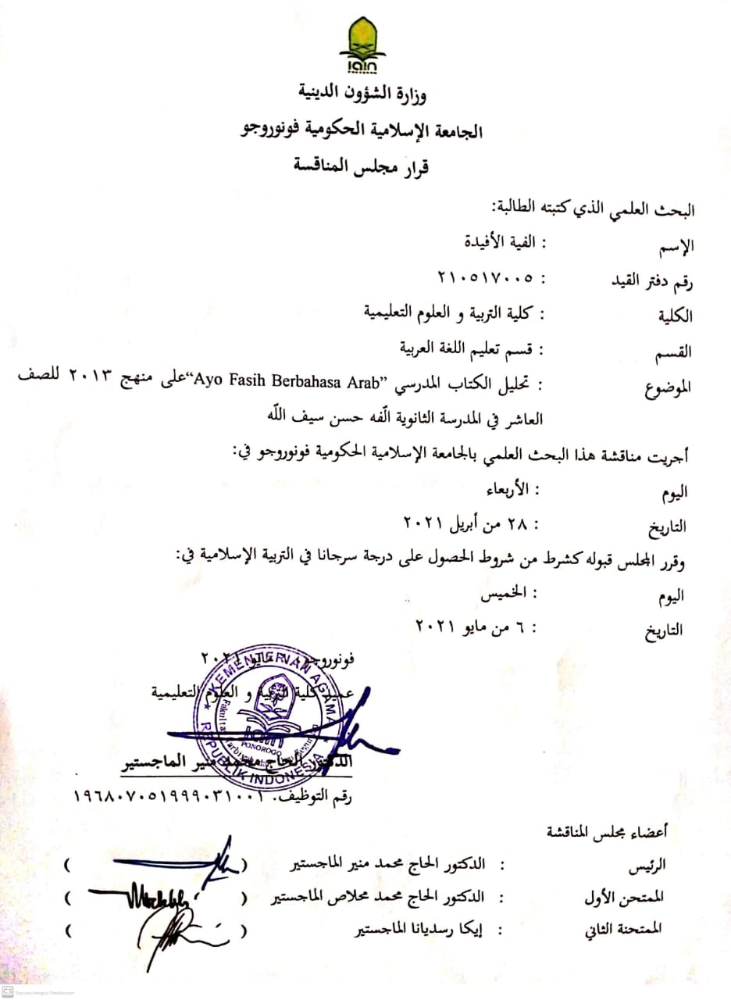 iain
PONOROGO
وزارة الشؤون الدينية
الجامعة الإسلامية الحكومية فونوروجو
قرار مجلس المناقسة
البحث العلمي الذي كتبته الطالبة:
الإسم : الفية الأفيدة
رقم دفتر القيد : ٢١٠٥١٧٠٠٥
الكلية : كلية التربية و العلوم التعليمية
القسم : قسم تعليم اللغة العربية
الموضوع : تحليل الكتاب المدرسي ”Ayo Fasih Berbahasa Arab“على منهج ٢٠١٣ للصف
العاشر في المدرسة الثانوية الّفه حسن سيف اللّه
أجريت مناقشة هذا البحث العلمي بالجامعة الإسلامية الحكومية فونوروجو في:
اليوم : الأربعاء
التاريخ : ٢٨ من أبريل ٢٠٢١
وقرر المجلس قبوله كشرط من شروط الحصول على درجة سرجانا في التربية الإسلامية في:
اليوم : الخميس
التاريخ : ٦ من مايو ٢٠٢١
فونوروجو، مايو ٢٠٢١
عميد كلية التربية و العلوم التعليمية
KEMENTERIAN AGAMA
REPUBLIK INDONESIA
iain
PONOROGO
الدكتور الحاج محمد منير الماجستير
رقم التوظيف. ١٩٦٨٠٧٠٥١٩٩٩٠٣١٠٠١
أعضاء مجلس المناقشة
الرئيس : الدكتور الحاج محمد منير الماجستير ( )
الممتحن الأول : الدكتور الحاج محمد مخلاص الماجستير ( )
الممتحنة الثاني : إيكا رسديانا الماجستير ( )
CS